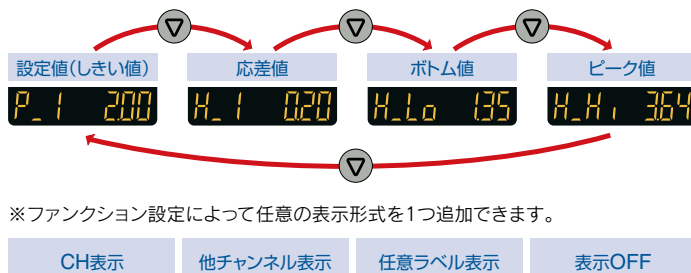 設定値(しきい値) 応差値 ボトム値 ピーク値
P_1 2.00 H_1 0.20 H_Lo 1.35 H_Hi 3.64
※ファンクション設定によって任意の表示形式を1つ追加できます。
CH表示 他チャンネル表示 任意ラベル表示 表示OFF